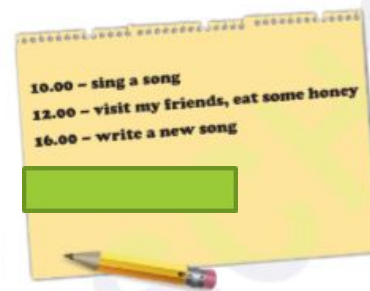 10.00 – sing a song
12.00 – visit my friends, eat some honey
16.00 – write a new song